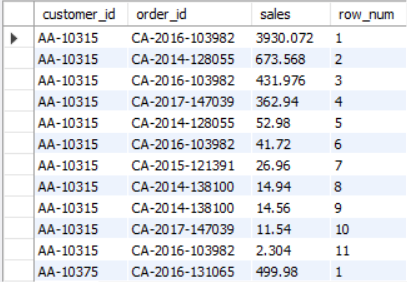 customer_id order_id sales row_num
AA-10315 CA-2016-103982 3930.072 1
AA-10315 CA-2014-128055 673.568 2
AA-10315 CA-2016-103982 431.976 3
AA-10315 CA-2017-147039 362.94 4
AA-10315 CA-2014-128055 52.98 5
AA-10315 CA-2016-103982 41.72 6
AA-10315 CA-2015-121391 26.96 7
AA-10315 CA-2014-138100 14.94 8
AA-10315 CA-2014-138100 14.56 9
AA-10315 CA-2017-147039 11.54 10
AA-10315 CA-2016-103982 2.304 11
AA-10375 CA-2016-131065 499.98 1